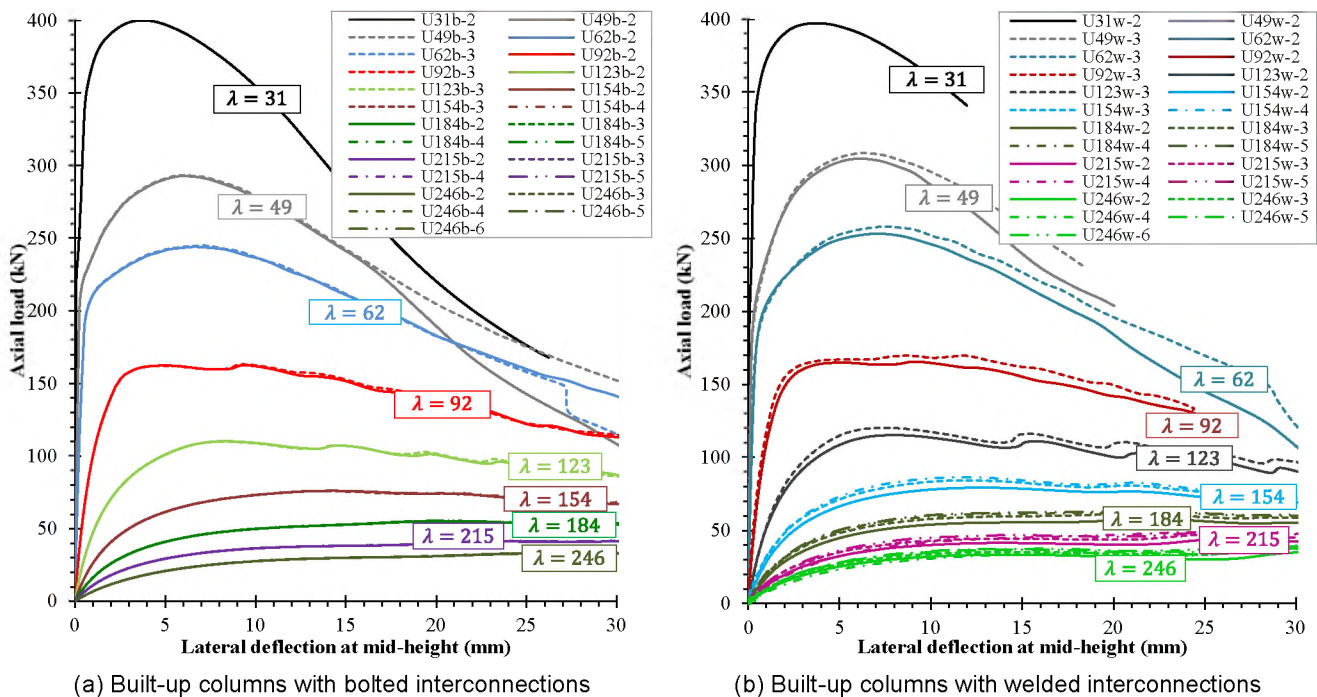 400
350
300
250
200
150
100
50
0
Axial load (kN)
0 5 10 15 20 25 30
Lateral deflection at mid-height (mm)
U31b-2 U49b-2
U49b-3 U62b-2
U62b-3 U92b-2
U92b-3 U123b-2
U123b-3 U154b-2
U154b-3 U154b-4
U184b-2 U184b-3
U184b-4 U184b-5
U215b-2 U215b-3
U215b-4 U215b-5
U246b-2 U246b-3
U246b-4 U246b-5
U246b-6
λ = 31
λ = 49
λ = 62
λ = 92
λ = 123
λ = 154
λ = 184
λ = 215
λ = 246
(a) Built-up columns with bolted interconnections
400
350
300
250
200
150
100
50
0
Axial load (kN)
0 5 10 15 20 25 30
Lateral deflection at mid-height (mm)
U31w-2 U49w-2
U49w-3 U62w-2
U62w-3 U92w-2
U92w-3 U123w-2
U123w-3 U154w-2
U154w-3 U154w-4
U184w-2 U184w-3
U184w-4 U184w-5
U215w-2 U215w-3
U215w-4 U215w-5
U246w-2 U246w-3
U246w-4 U246w-5
U246w-6
λ = 31
λ = 49
λ = 62
λ = 92
λ = 123
λ = 154
λ = 184
λ = 215
λ = 246
(b) Built-up columns with welded interconnections